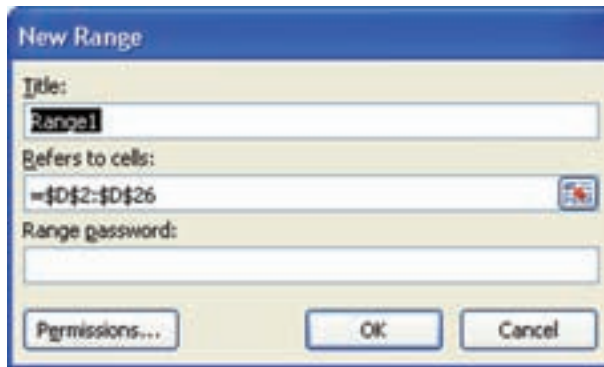 New Range
Title:
Range1
Refers to cells:
=$D$2:$D$26
Range password:
Permissions... OK Cancel